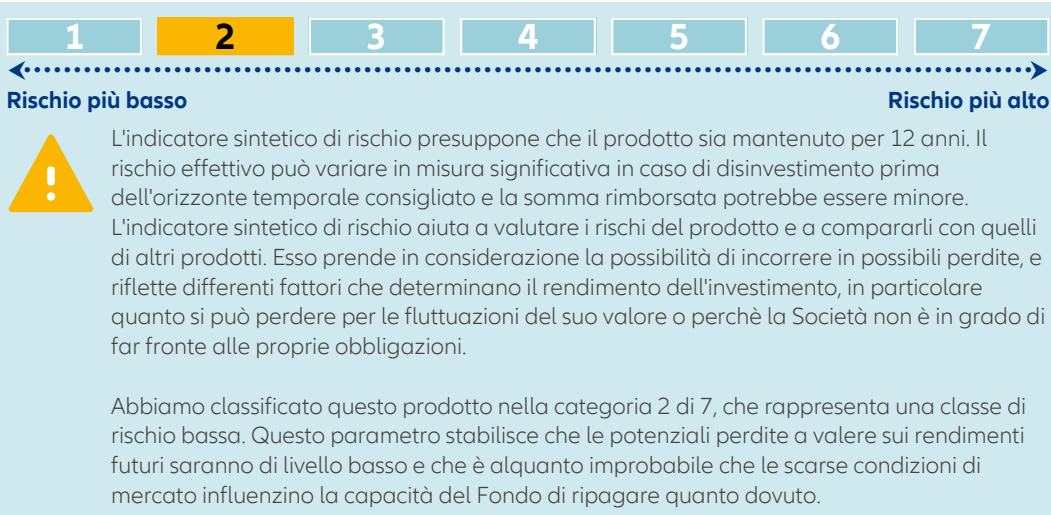 1 2 3 4 5 6 7
Rischio più basso Rischio più alto
L'indicatore sintetico di rischio presuppone che il prodotto sia mantenuto per 12 anni. Il
rischio effettivo può variare in misura significativa in caso di disinvestimento prima
dell'orizzonte temporale consigliato e la somma rimborsata potrebbe essere minore.
L'indicatore sintetico di rischio aiuta a valutare i rischi del prodotto e a compararli con quelli
di altri prodotti. Esso prende in considerazione la possibilità di incorrere in possibili perdite, e
riflette differenti fattori che determinano il rendimento dell'investimento, in particolare
quanto si può perdere per le fluttuazioni del suo valore o perchè la Società non è in grado di
far fronte alle proprie obbligazioni.
Abbiamo classificato questo prodotto nella categoria 2 di 7, che rappresenta una classe di
rischio bassa. Questo parametro stabilisce che le potenziali perdite a valere sui rendimenti
futuri saranno di livello basso e che è alquanto improbabile che le scarse condizioni di
mercato influenzino la capacità del Fondo di ripagare quanto dovuto.